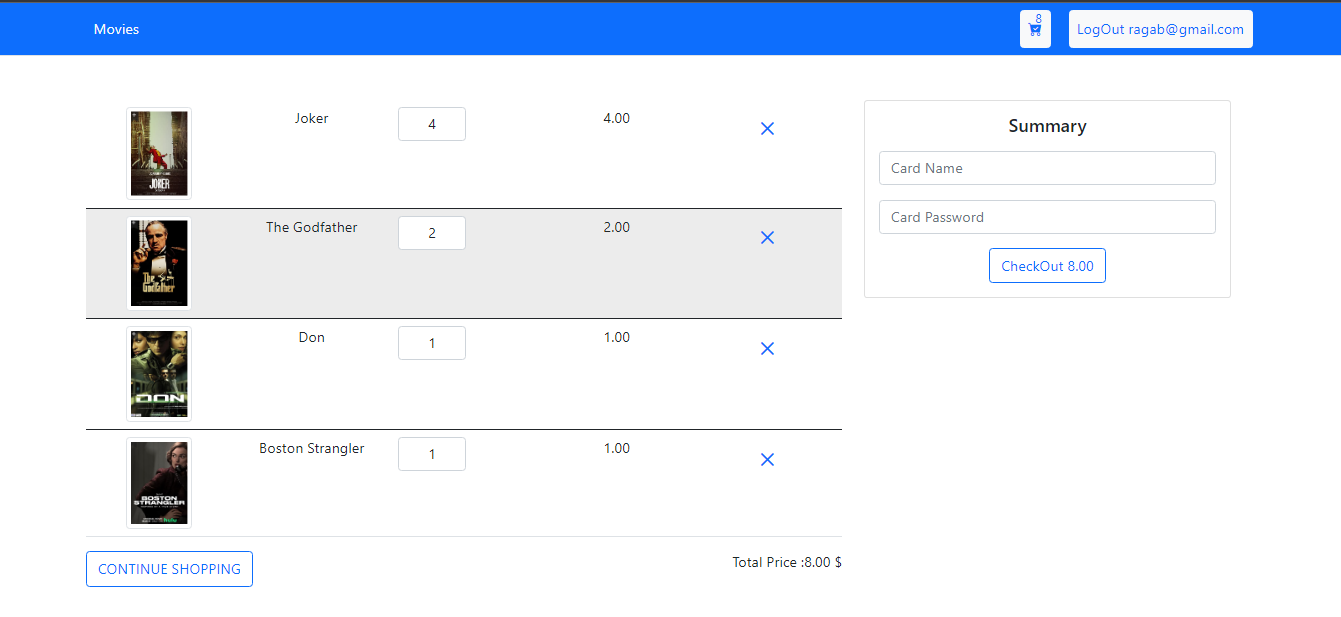 Movies
8
LogOut ragab@gmail.com
Joker 4 4.00
JOKER
The Godfather 2 2.00
The
Godfather
Don 1 1.00
DON
Boston Strangler 1 1.00
BOSTON
STRANGLER
CONTINUE SHOPPING
Total Price :8.00 $
Summary
Card Name
Card Password
CheckOut 8.00